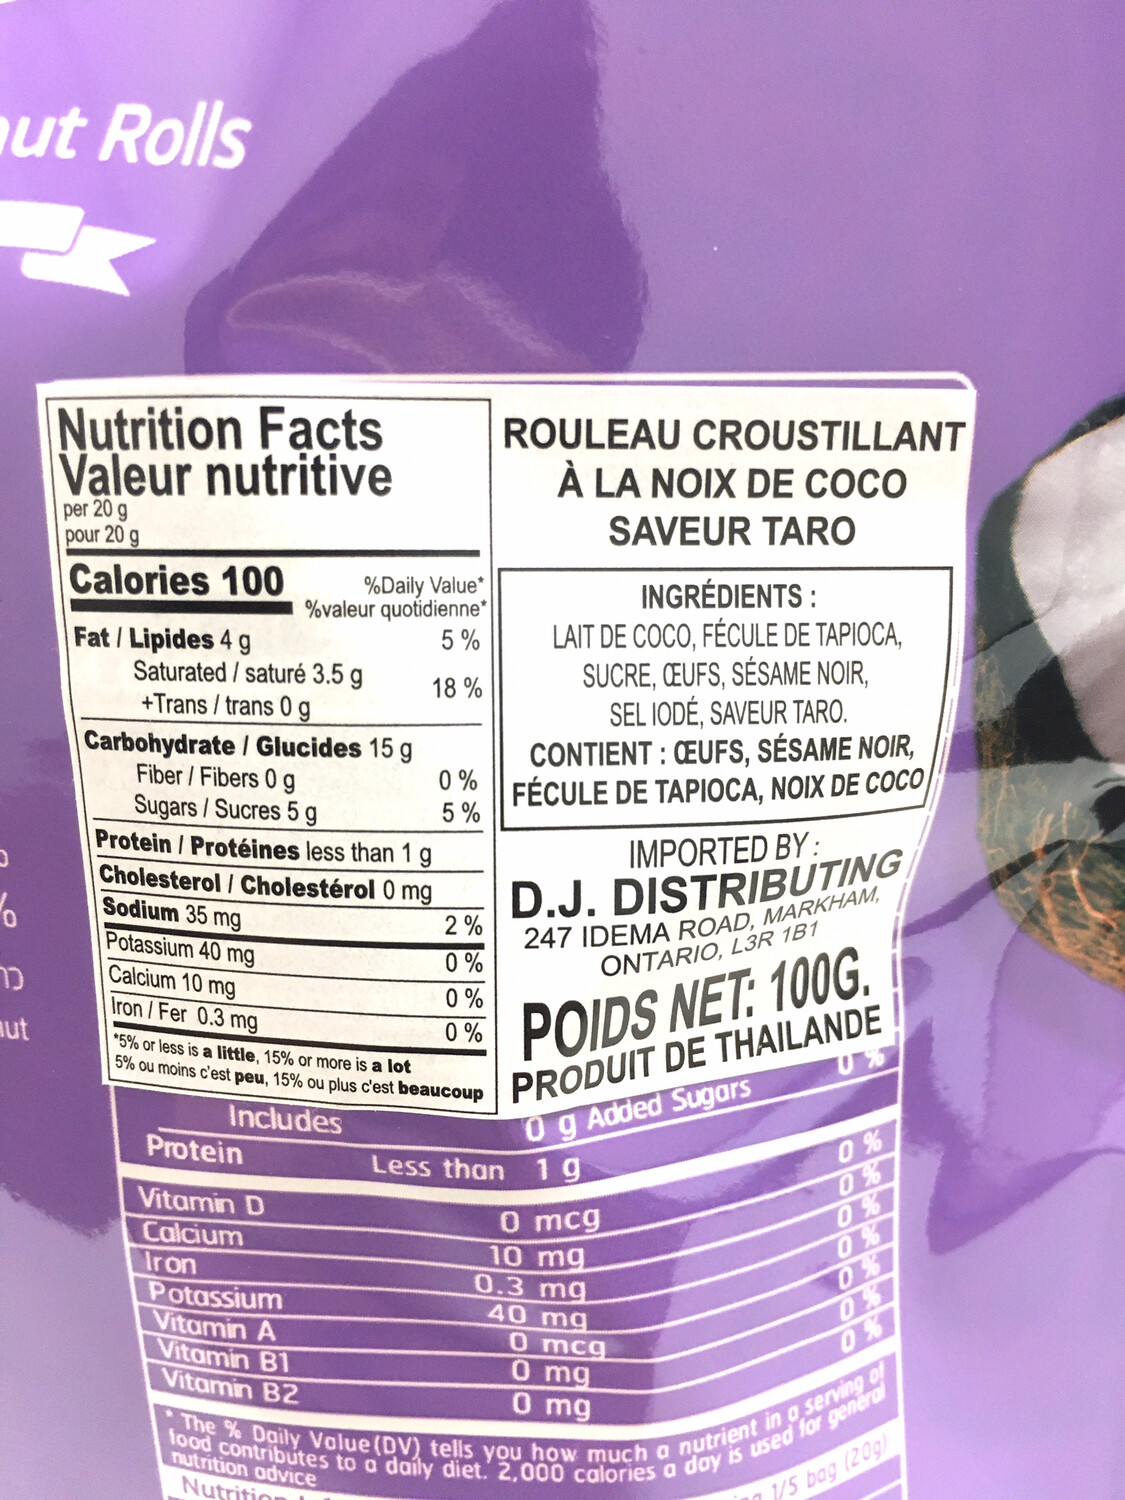 Rolls
Nutrition Facts
Valeur nutritive
per 20 g
pour 20 g
Calories 100
%Daily Value*
%valeur quotidienne*
Fat / Lipides 4 g 5 %
Saturated / saturé 3.5 g
+Trans / trans 0 g
18 %
Carbohydrate / Glucides 15 g
Fiber / Fibers 0 g 0 %
Sugars / Sucres 5 g 5 %
Protein / Protéines less than 1 g
Cholesterol / Cholestérol 0 mg
Sodium 35 mg 2 %
Potassium 40 mg 0 %
Calcium 10 mg 0 %
Iron / Fer 0.3 mg 0 %
*5% or less is a little, 15% or more is a lot
5% ou moins c'est peu, 15% ou plus c'est beaucoup
ROULEAU CROUSTILLANT
À LA NOIX DE COCO
SAVEUR TARO
INGRÉDIENTS :
LAIT DE COCO, FÉCULE DE TAPIOCA,
SUCRE, ŒUFS, SÉSAME NOIR,
SEL IODÉ, SAVEUR TARO.
CONTIENT : ŒUFS, SÉSAME NOIR,
FÉCULE DE TAPIOCA, NOIX DE COCO
IMPORTED BY :
D.J. DISTRIBUTING
247 IDEMA ROAD, MARKHAM,
ONTARIO, L3R 1B1
POIDS NET: 100G.
PRODUIT DE THAILANDE
Includes 0 g Added Sugars 0 %
Protein Less than 1 g 0 %
Vitamin D 0 mcg 0 %
Calcium 10 mg 0 %
Iron 0.3 mg 0 %
Potassium 40 mg 0 %
Vitamin A 0 mcg 0 %
Vitamin B1 0 mg 0 %
Vitamin B2 0 mg
* The % Daily Value (DV) tells you how much a nutrient in a serving of
food contributes to a daily diet. 2,000 calories a day is used for general
nutrition advice
1/5 bag (20g)